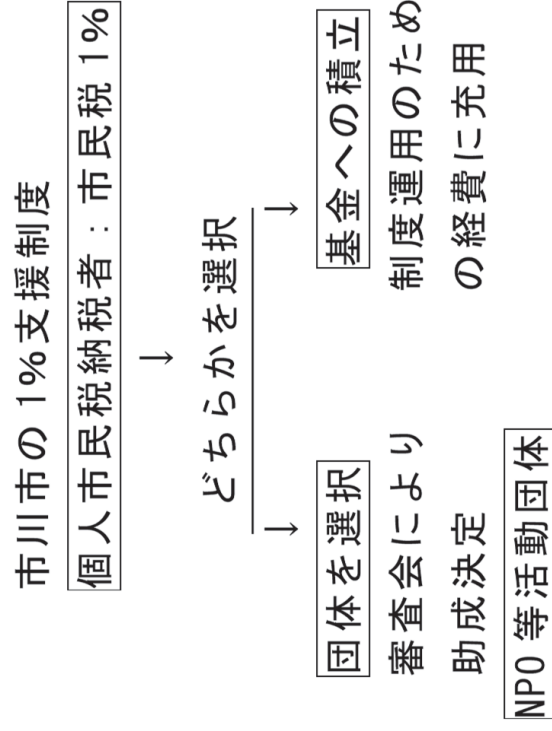 市川市の1%支援制度
個人市民税納税者：市民税1%
↓
どちらかを選択
↓
↓
団体を選択
審査会により
助成決定
NPO等活動団体
基金への積立
制度運用のため
の経費に充用